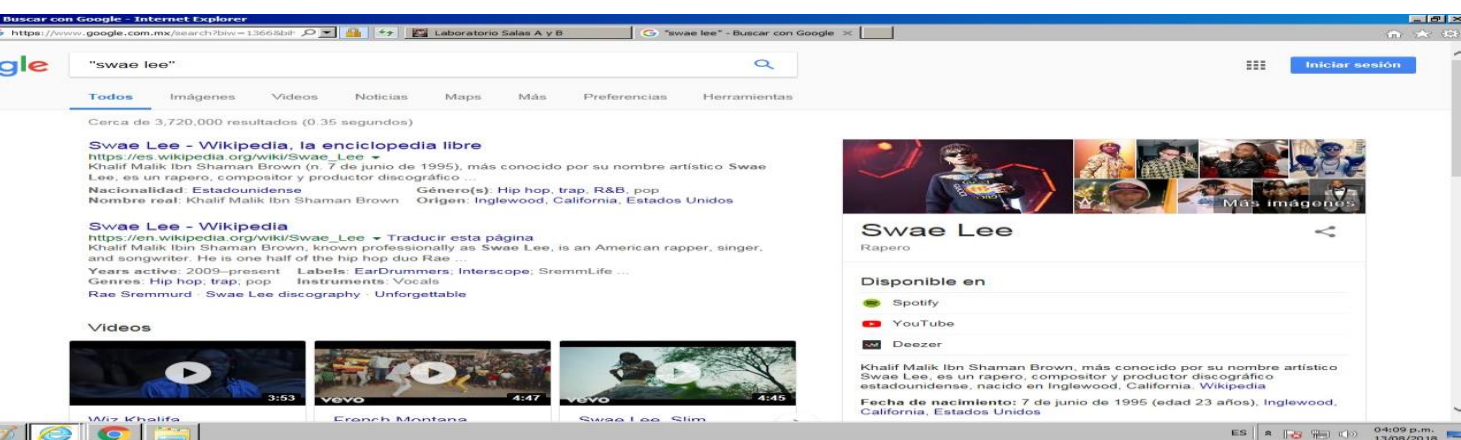 Buscar con Google - Internet Explorer
https://www.google.com.mx/search?biw=1366&bih
Laboratorio Salas A y B
"swae lee" - Buscar con Google
gle
"swae lee"
Iniciar sesión
Todos Imágenes Videos Noticias Maps Más Preferencias Herramientas
Cerca de 3,720,000 resultados (0.35 segundos)
Swae Lee - Wikipedia, la enciclopedia libre
https://es.wikipedia.org/wiki/Swae_Lee
Khalif Malik Ibn Shaman Brown (n. 7 de junio de 1995), más conocido por su nombre artístico Swae
Lee, es un rapero, compositor y productor discográfico ...
Nacionalidad: Estadounidense Género(s): Hip hop, trap, R&B, pop
Nombre real: Khalif Malik Ibn Shaman Brown Origen: Inglewood, California, Estados Unidos
Swae Lee - Wikipedia
https://en.wikipedia.org/wiki/Swae_Lee Traducir esta página
Khalif Malik Ibin Shaman Brown, known professionally as Swae Lee, is an American rapper, singer,
and songwriter. He is one half of the hip hop duo Rae ...
Years active: 2009–present Labels: EarDrummers; Interscope; SremmLife ...
Genres: Hip hop; trap; pop Instruments: Vocals
Rae Sremmurd · Swae Lee discography · Unforgettable
Videos
3:53
vevo 4:47
vevo 4:45
Wiz Khalifa
French Montana
Swae Lee, Slim
Más imágenes
Swae Lee
Rapero
Disponible en
Spotify
YouTube
Deezer
Khalif Malik Ibn Shaman Brown, más conocido por su nombre artístico
Swae Lee, es un rapero, compositor y productor discográfico
estadounidense, nacido en Inglewood, California. Wikipedia
Fecha de nacimiento: 7 de junio de 1995 (edad 23 años), Inglewood,
California, Estados Unidos
ES
04:09 p.m.
13/08/2018